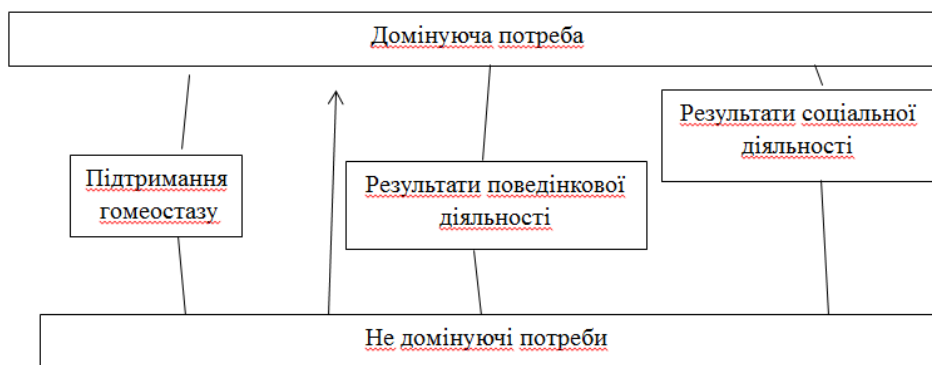 Домінуюча потреба
Результати соціальної
діяльності
Підтримання
гомеостазу
Результати поведінкової
діяльності
Не домінуючі потреби